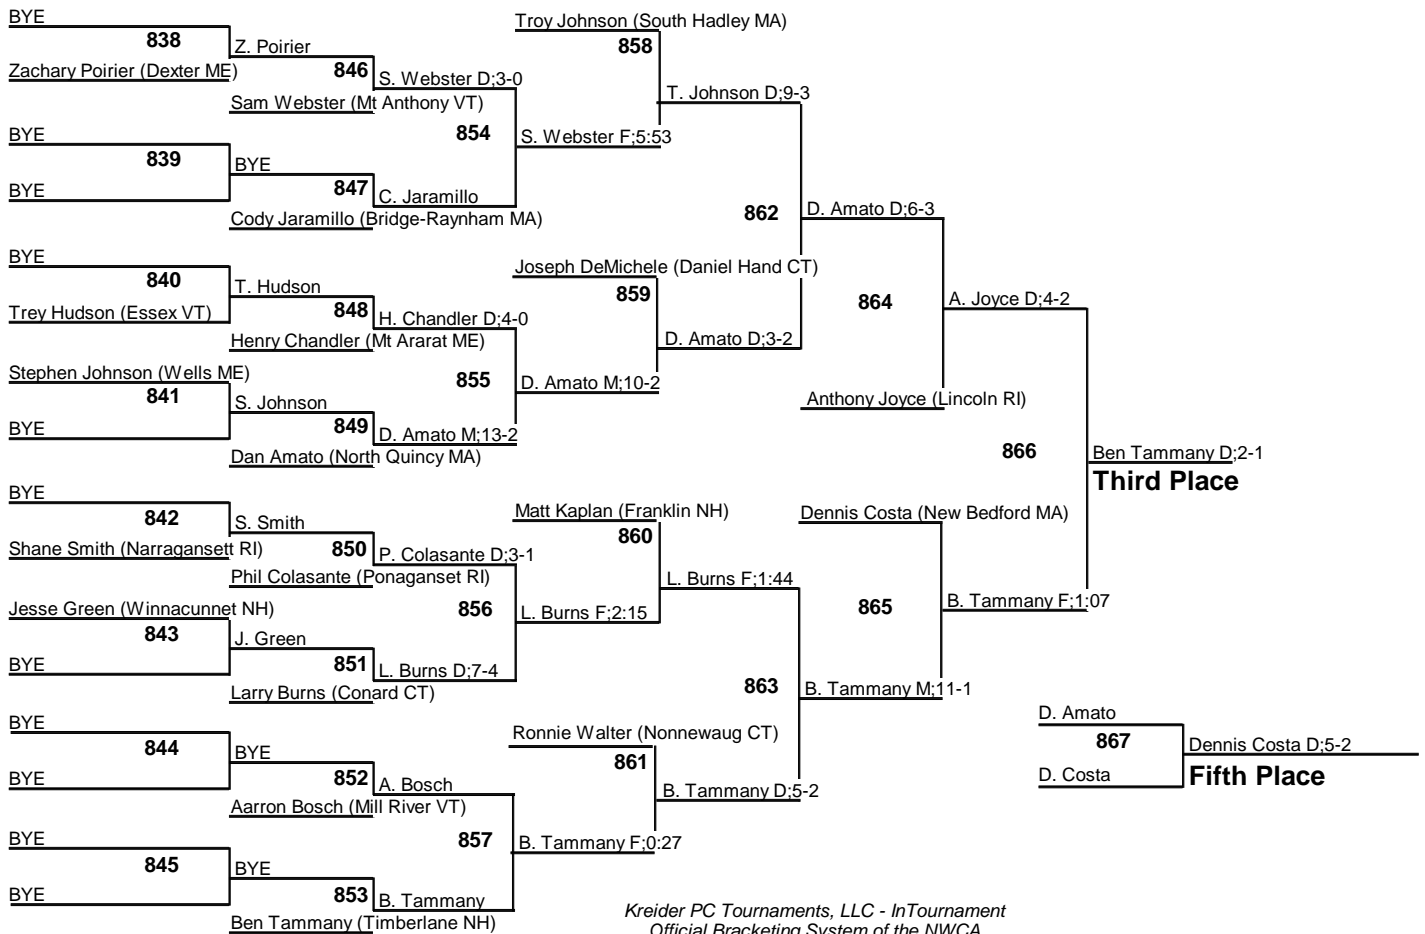 BYE
838
Zachary Poirier (Dexter ME)
Z. Poirier
846
Sam Webster (Mt Anthony VT)
S. Webster D;3-0
BYE
839
BYE
BYE
847
Cody Jaramillo (Bridge-Raynham MA)
C. Jaramillo
854
S. Webster F;5:53
Troy Johnson (South Hadley MA)
858
T. Johnson D;9-3
BYE
840
Trey Hudson (Essex VT)
T. Hudson
848
Henry Chandler (Mt Ararat ME)
H. Chandler D;4-0
Stephen Johnson (Wells ME)
841
BYE
S. Johnson
849
Dan Amato (North Quincy MA)
D. Amato M;13-2
855
D. Amato M;10-2
Joseph DeMichele (Daniel Hand CT)
859
D. Amato D;3-2
862
D. Amato D;6-3
864
Anthony Joyce (Lincoln RI)
A. Joyce D;4-2
BYE
842
Shane Smith (Narragansett RI)
S. Smith
850
Phil Colasante (Ponaganset RI)
P. Colasante D;3-1
Jesse Green (Winnacunnet NH)
843
BYE
J. Green
851
Larry Burns (Conard CT)
L. Burns D;7-4
856
L. Burns F;2:15
Matt Kaplan (Franklin NH)
860
L. Burns F;1:44
BYE
844
BYE
BYE
852
Aarron Bosch (Mill River VT)
A. Bosch
BYE
845
BYE
BYE
853
Ben Tammany (Timberlane NH)
B. Tammany
857
B. Tammany F;0:27
Ronnie Walter (Nonnewaug CT)
861
B. Tammany D;5-2
863
B. Tammany M;11-1
Dennis Costa (New Bedford MA)
865
B. Tammany F;1:07
866
Ben Tammany D;2-1
Third Place
D. Amato
867
D. Costa
Dennis Costa D;5-2
Fifth Place
Kreider PC Tournaments, LLC - InTournament
Official Bracketing System of the NWCA